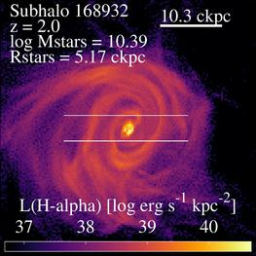 Subhalo 168932
10.3 ckpc
z = 2.0
log Mstars = 10.39
Rstars = 5.17 ckpc
L(H-alpha) [log erg s⁻¹ kpc⁻²]
37 38 39 40